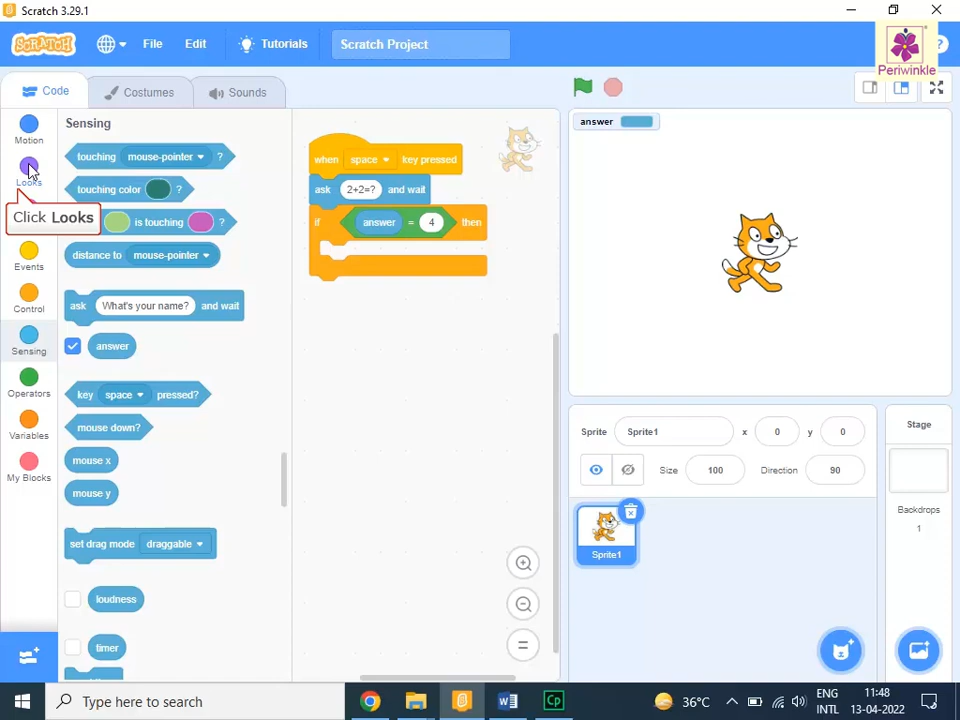 Scratch 3.29.1
SCRATCH
File
Edit
Tutorials
Scratch Project
Periwinkle
?
Code
Costumes
Sounds
Motion
Looks
Click Looks
Events
Control
Sensing
Operators
Variables
My Blocks
Sensing
touching mouse-pointer ?
touching color ?
is touching ?
distance to mouse-pointer
ask What's your name? and wait
answer
key space pressed?
mouse down?
mouse x
mouse y
set drag mode draggable
loudness
timer
when space key pressed
ask 2+2=? and wait
if answer = 4 then
answer
Sprite Sprite1 x 0 y 0
Size 100 Direction 90
Sprite1
Stage
Backdrops
1
Type here to search
36°C
ENG
INTL
11:48
13-04-2022